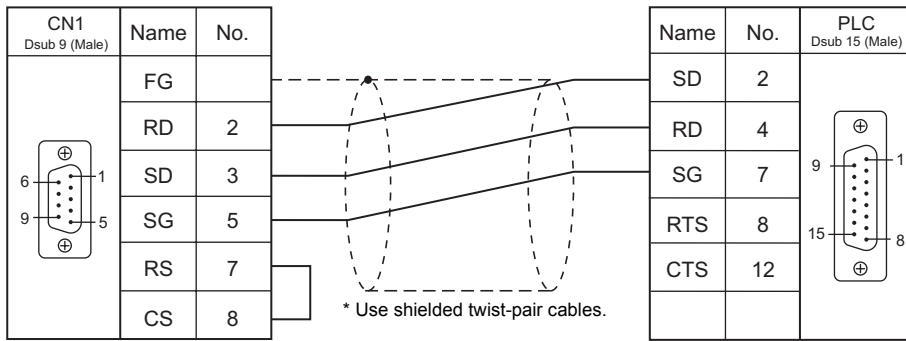 CN1
Dsub 9 (Male)
Name No.
FG
RD 2
SD 3
SG 5
RS 7
CS 8
6 1
9 5
* Use shielded twist-pair cables.
Name No.
PLC
Dsub 15 (Male)
SD 2
RD 4
SG 7
RTS 8
CTS 12
9 1
15 8